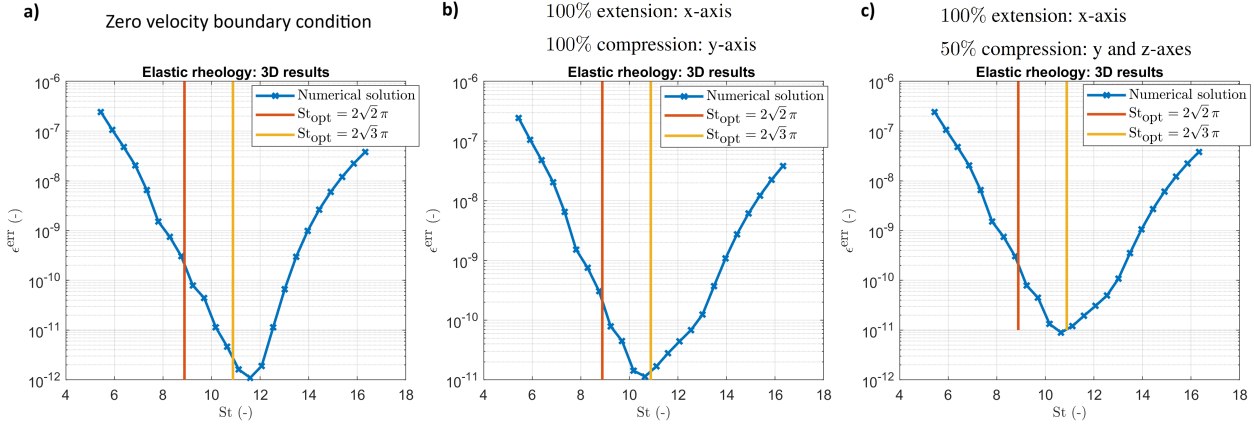 a)
Zero velocity boundary condition
Elastic rheology: 3D results
10⁻⁶
10⁻⁷
10⁻⁸
10⁻⁹
10⁻¹⁰
10⁻¹¹
10⁻¹²
ϵᵉʳʳ (-)
Numerical solution
St_opt = 2√2 π
St_opt = 2√3 π
4 6 8 10 12 14 16 18
St (-)
b)
100% extension: x-axis
100% compression: y-axis
Elastic rheology: 3D results
10⁻⁶
10⁻⁷
10⁻⁸
10⁻⁹
10⁻¹⁰
10⁻¹¹
ϵᵉʳʳ (-)
Numerical solution
St_opt = 2√2 π
St_opt = 2√3 π
4 6 8 10 12 14 16 18
St (-)
c)
100% extension: x-axis
50% compression: y and z-axes
Elastic rheology: 3D results
10⁻⁶
10⁻⁷
10⁻⁸
10⁻⁹
10⁻¹⁰
10⁻¹¹
10⁻¹²
ϵᵉʳʳ (-)
Numerical solution
St_opt = 2√2 π
St_opt = 2√3 π
4 6 8 10 12 14 16 18
St (-)